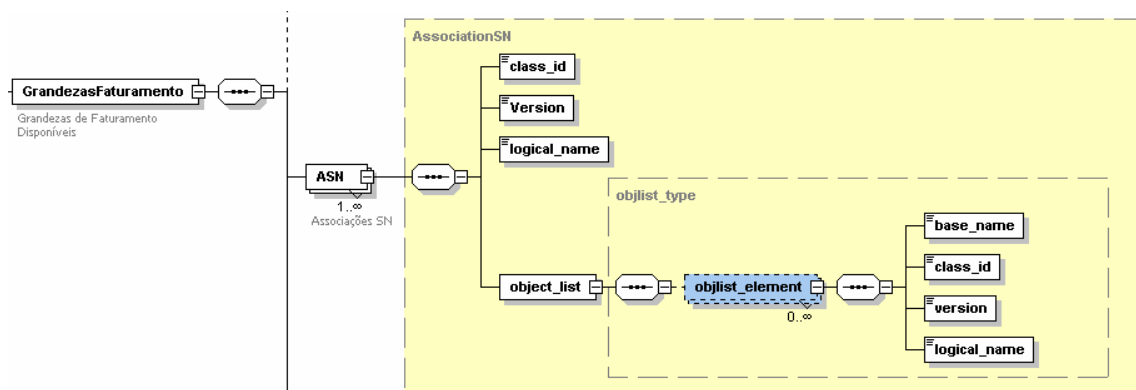 AssociationSN
class_id
GrandezasFaturamento
Grandezas de Faturamento
Disponíveis
Version
logical_name
ASN
1..∞
Associações SN
objlist_type
base_name
class_id
object_list
objlist_element
0..∞
version
logical_name